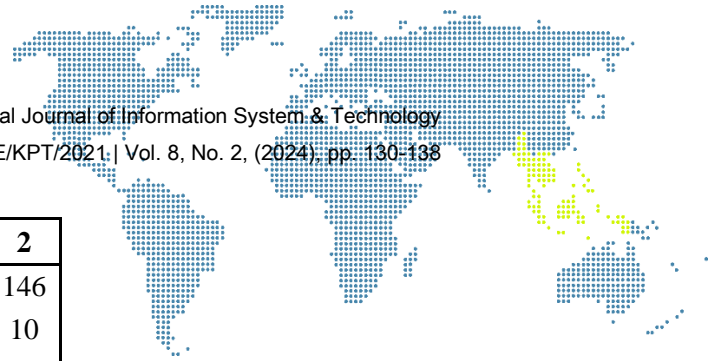 al Journal of Information System & Technology
E/KPT/2021 | Vol. 8, No. 2, (2024), pp. 130-138
2
146
10